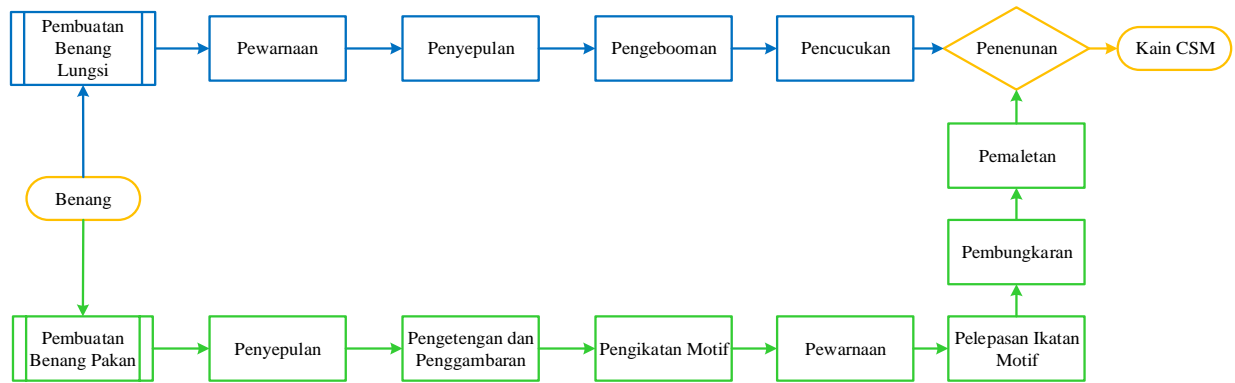 Pembuatan
Benang
Lungsi
Pewarnaan
Penyepulan
Pengebooman
Pencucukan
Penenunan
Kain CSM
Pemaletan
Benang
Pembungkaran
Pembuatan
Benang Pakan
Penyepulan
Pengetengan dan
Penggambaran
Pengikatan Motif
Pewarnaan
Pelepasan Ikatan
Motif